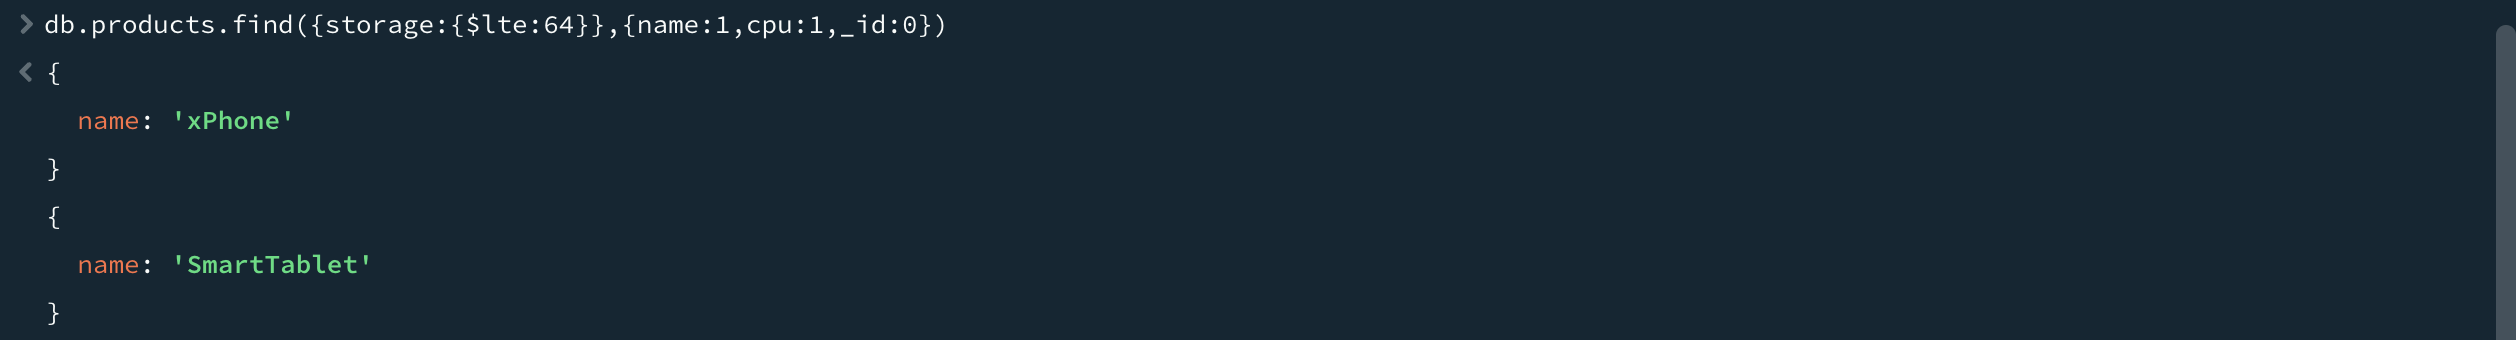 db.products.find({storage:{$lte:64}},{name:1,cpu:1,_id:0})
{
name: 'xPhone'
}
{
name: 'SmartTablet'
}